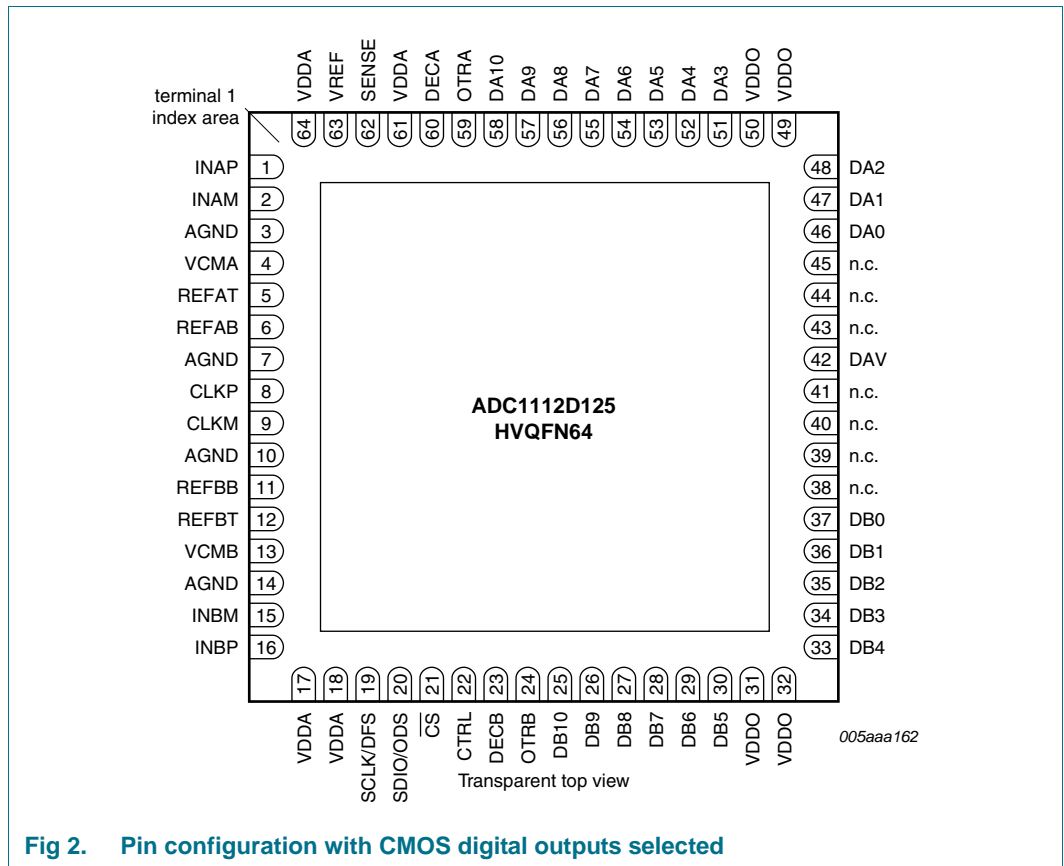 VDDA VREF SENSE VDDA DECA OTRA DA10 DA9 DA8 DA7 DA6 DA5 DA4 DA3 VDDO VDDO
terminal 1
index area
64 63 62 61 60 59 58 57 56 55 54 53 52 51 50 49
INAP 1 48 DA2
INAM 2 47 DA1
AGND 3 46 DA0
VCMA 4 45 n.c.
REFAT 5 44 n.c.
REFAB 6 43 n.c.
AGND 7 42 DAV
CLKP 8 41 n.c.
CLKM 9 40 n.c.
AGND 10 39 n.c.
REFBB 11 38 n.c.
REFBT 12 37 DB0
VCMB 13 36 DB1
AGND 14 35 DB2
INBM 15 34 DB3
INBP 16 33 DB4
ADC1112D125
HVQFN64
17 18 19 20 21 22 23 24 25 26 27 28 29 30 31 32
VDDA VDDA SCLK/DFS SDIO/ODS CS CTRL DECB OTRB DB10 DB9 DB8 DB7 DB6 DB5 VDDO VDDO
005aaa162
Transparent top view
Fig 2. Pin configuration with CMOS digital outputs selected